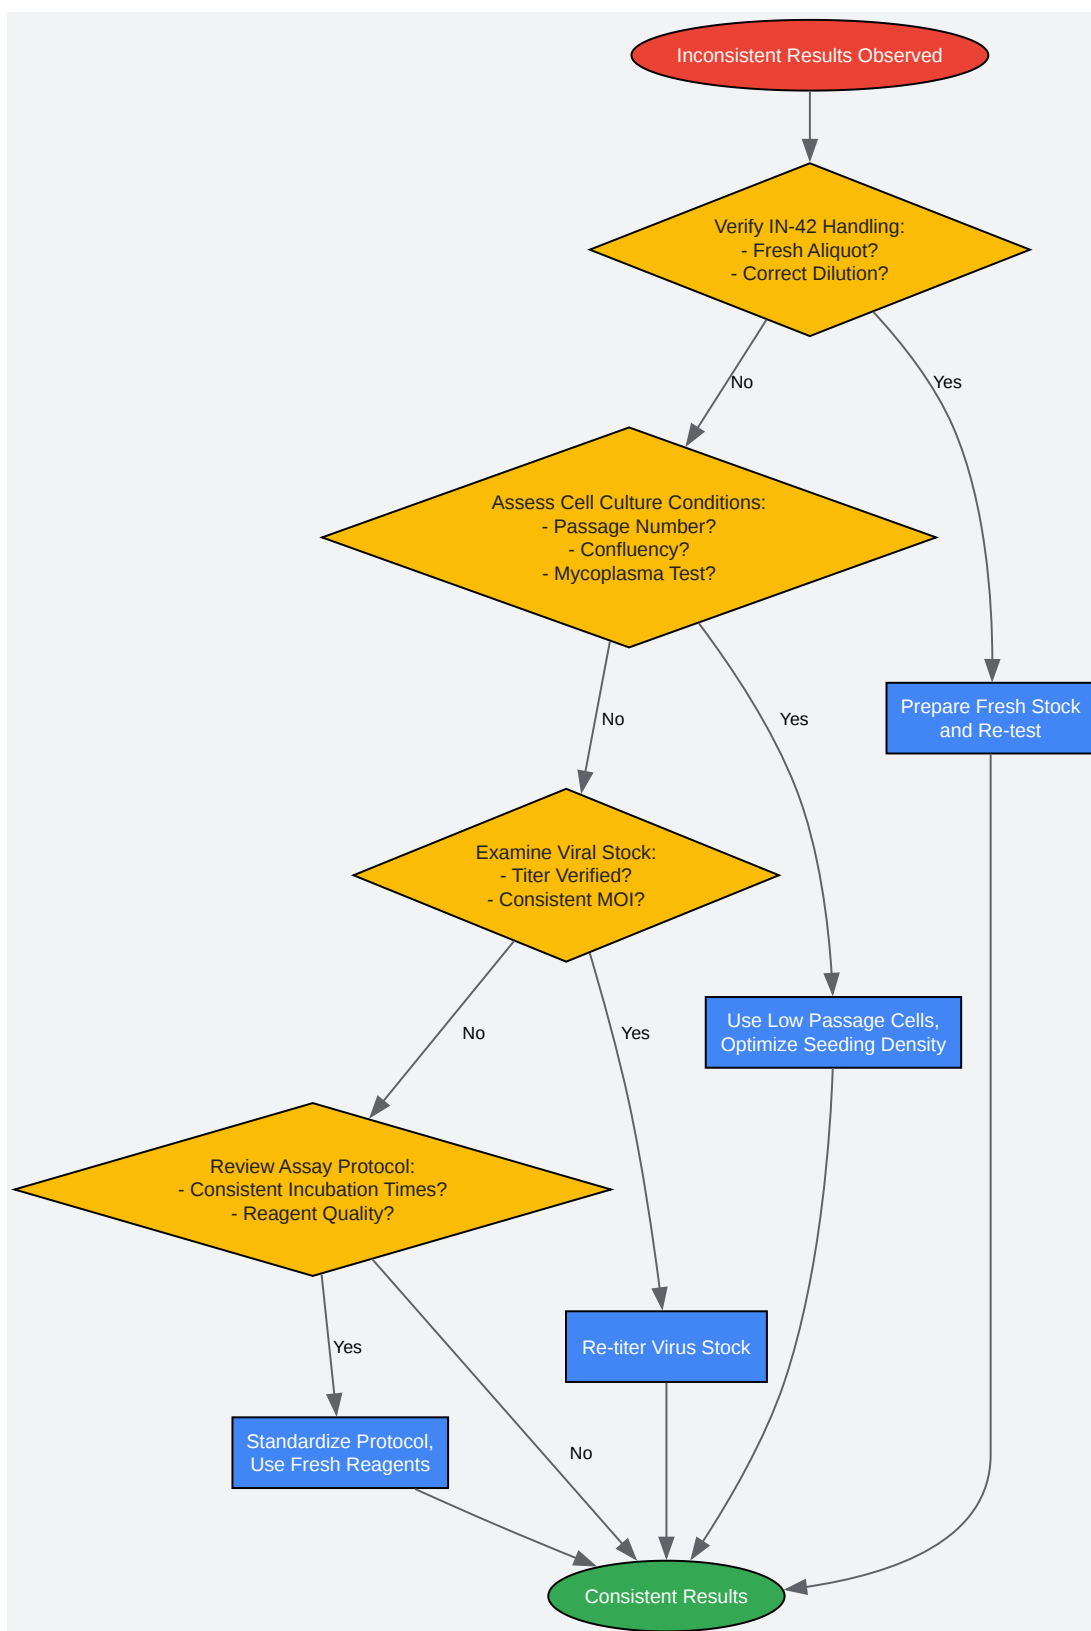 Inconsistent Results Observed
Verify IN-42 Handling:
- Fresh Aliquot?
- Correct Dilution?
No
Yes
Assess Cell Culture Conditions:
- Passage Number?
- Confluency?
- Mycoplasma Test?
No
Yes
Prepare Fresh Stock
and Re-test
Examine Viral Stock:
- Titer Verified?
- Consistent MOI?
No
Yes
Use Low Passage Cells,
Optimize Seeding Density
Review Assay Protocol:
- Consistent Incubation Times?
- Reagent Quality?
Yes
No
Re-titer Virus Stock
Standardize Protocol,
Use Fresh Reagents
Consistent Results